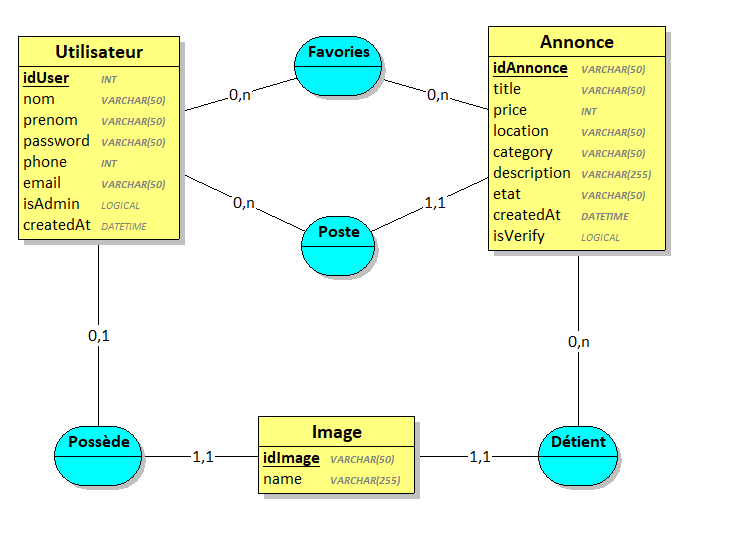 Utilisateur
idUser INT
nom VARCHAR(50)
prenom VARCHAR(50)
password VARCHAR(50)
phone INT
email VARCHAR(50)
isAdmin LOGICAL
createdAt DATETIME
Favories
0,n
0,n
Annonce
idAnnonce VARCHAR(50)
title VARCHAR(50)
price INT
location VARCHAR(50)
category VARCHAR(50)
description VARCHAR(255)
etat VARCHAR(50)
createdAt DATETIME
isVerify LOGICAL
0,n
Poste
1,1
0,1
0,n
Possède
1,1
Image
idImage VARCHAR(50)
name VARCHAR(255)
1,1
Détient